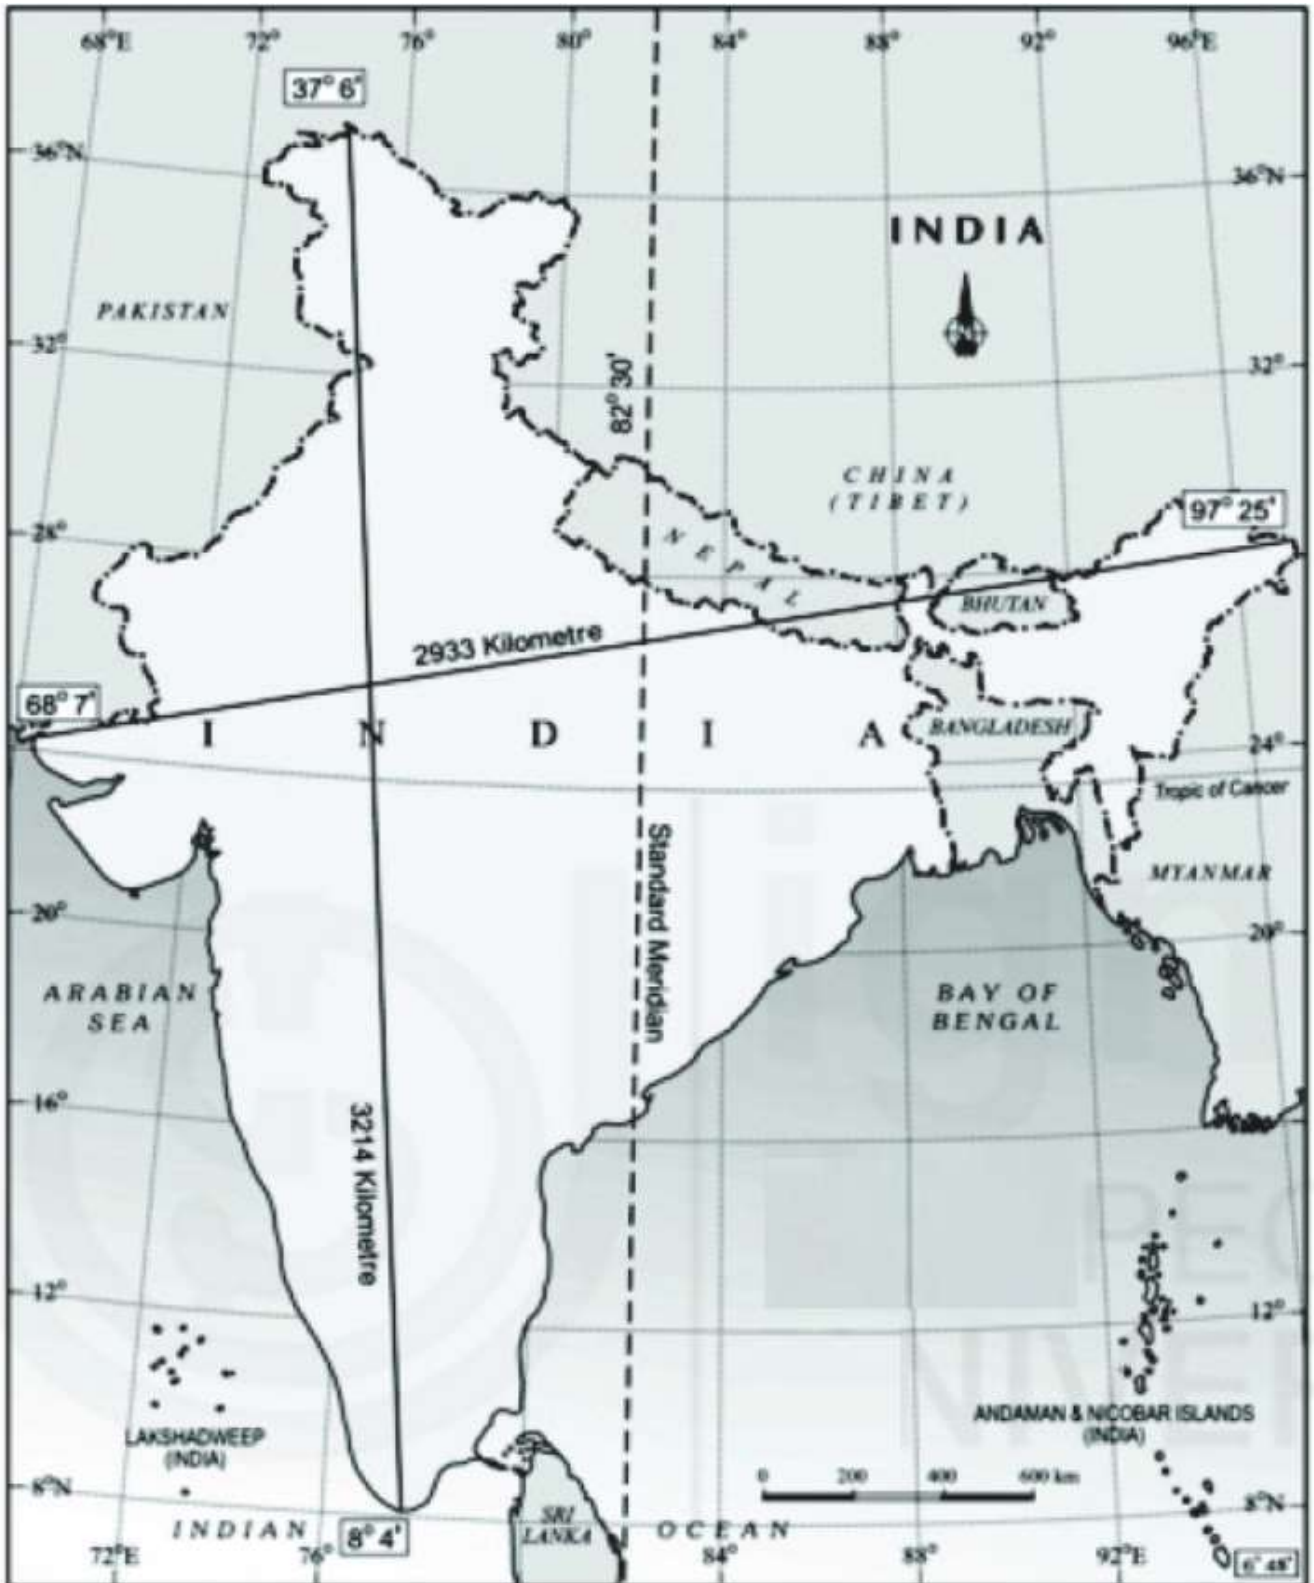 68°E 72° 76° 80° 84° 88° 92° 96°E
37° 6'
36°N
36°N
INDIA
N
PAKISTAN
32°
32°
82° 30'
CHINA
(TIBET)
97° 25'
28°
NEPAL
BHUTAN
2933 Kilometre
68° 7'
INDIA
BANGLADESH
24°
Tropic of Cancer
Standard Meridian
MYANMAR
20°
20°
ARABIAN
SEA
BAY OF
BENGAL
16°
3214 Kilometre
12°
12°
LAKSHADWEEP
(INDIA)
ANDAMAN & NICOBAR ISLANDS
(INDIA)
0 200 400 600 km
8°N
8°N
INDIAN OCEAN
8° 4'
SRI
LANKA
72°E 76° 84° 88° 92°E
6° 48'